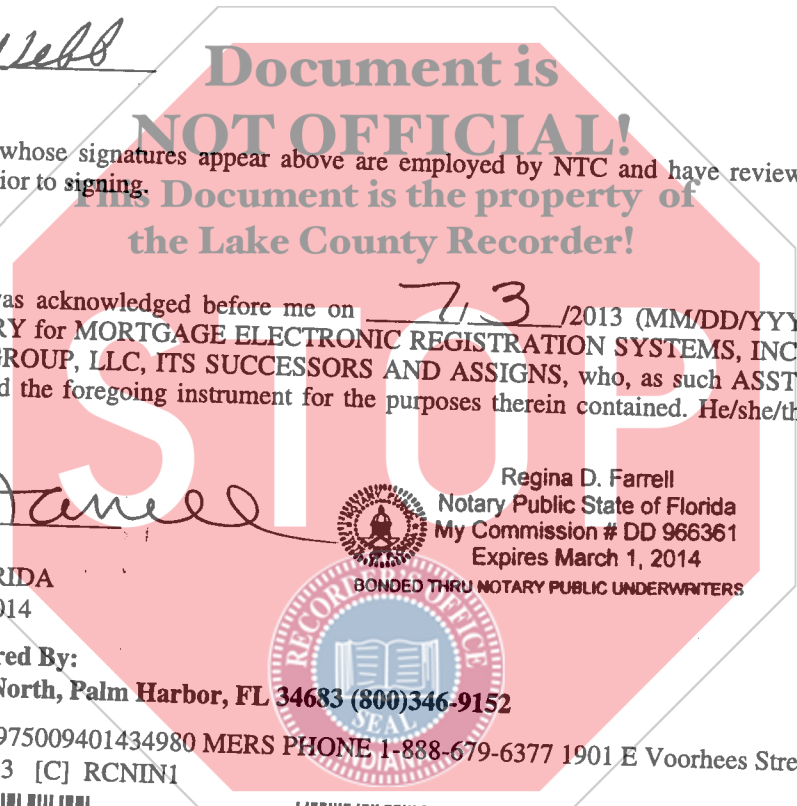 Webb
Document is
NOT OFFICIAL!
whose signatures appear above are employed by NTC and have review
ior to signing.
This Document is the property of
the Lake County Recorder!
as acknowledged before me on 7/3 /2013 (MM/DD/YYY
RY for MORTGAGE ELECTRONIC REGISTRATION SYSTEMS, INC
GROUP, LLC, ITS SUCCESSORS AND ASSIGNS, who, as such ASST
d the foregoing instrument for the purposes therein contained. He/she/th
STOP
Farrell
Regina D. Farrell
Notary Public State of Florida
My Commission # DD 966361
Expires March 1, 2014
BONDED THRU NOTARY PUBLIC UNDERWRITERS
RIDA
014
RECORDER'S OFFICE
SEAL
red By:
North, Palm Harbor, FL 34683 (800)346-9152
975009401434980 MERS PHONE 1-888-679-6377 1901 E Voorhees Stre
3 [C] RCNIN1